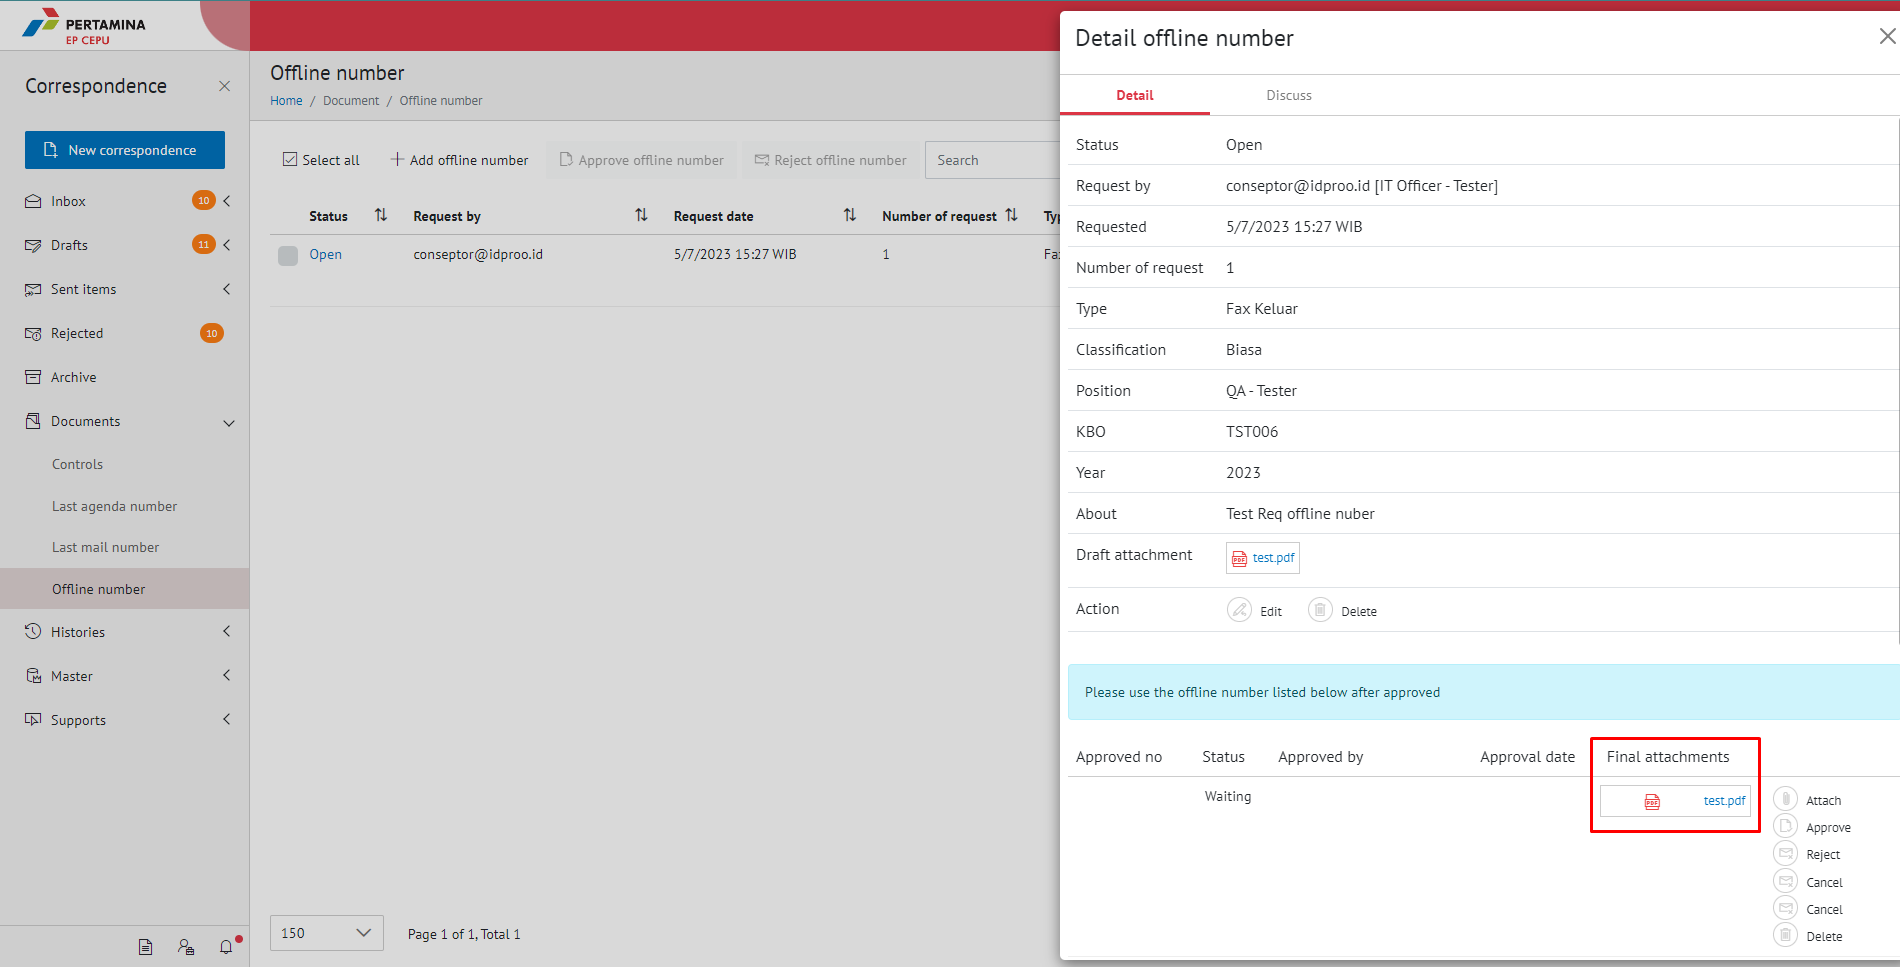 PERTAMINA
EP CEPU
Correspondence
New correspondence
Inbox 10
Drafts 11
Sent items
Rejected 10
Archive
Documents
Controls
Last agenda number
Last mail number
Offline number
Histories
Master
Supports
Offline number
Home / Document / Offline number
Select all Add offline number Approve offline number Reject offline number Search
Status Request by Request date Number of request Typ
Open conseptor@idproo.id 5/7/2023 15:27 WIB 1 Fa
150 Page 1 of 1, Total 1
Detail offline number
Detail Discuss
Status Open
Request by conseptor@idproo.id [IT Officer - Tester]
Requested 5/7/2023 15:27 WIB
Number of request 1
Type Fax Keluar
Classification Biasa
Position QA - Tester
KBO TST006
Year 2023
About Test Req offline nuber
Draft attachment PDF test.pdf
Action Edit Delete
Please use the offline number listed below after approved
Approved no Status Approved by Approval date Final attachments
Waiting PDF test.pdf Attach
Approve
Reject
Cancel
Cancel
Delete